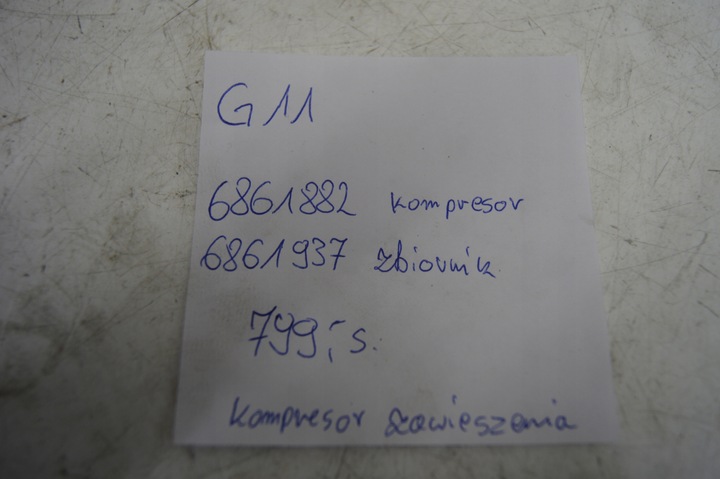 G11
6861882 kompresor
6861937 zbiornik
799,- s.
kompresor zawieszenia